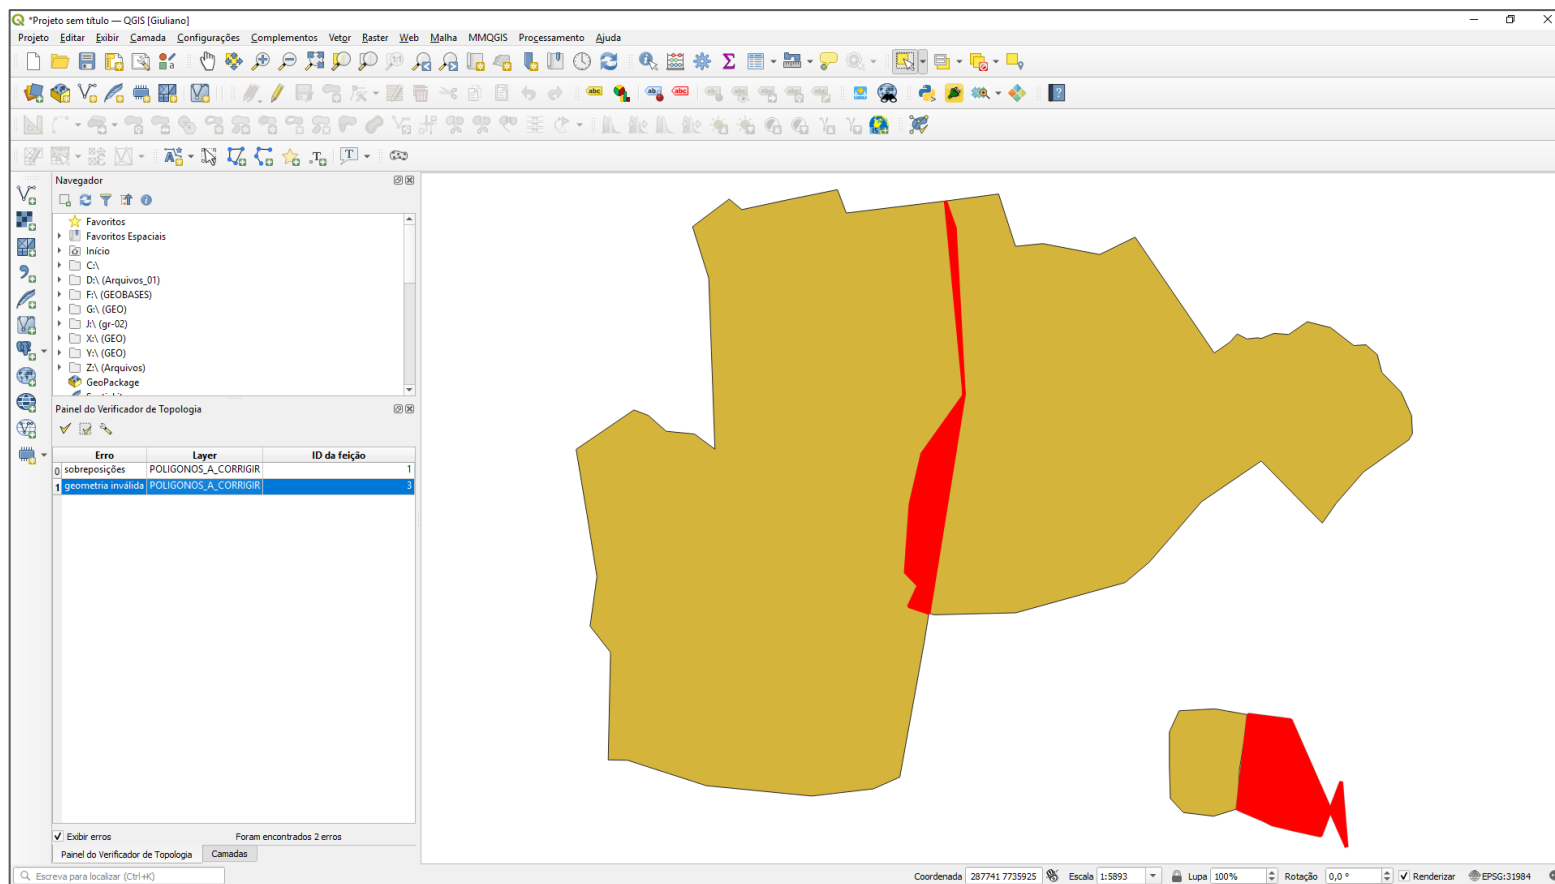 *Projeto sem título — QGIS [Giuliano]
Projeto Editar Exibir Camada Configurações Complementos Vetor Raster Web Malha MMQGIS Processamento Ajuda
Navegador
Favoritos
Favoritos Espaciais
Início
C:\
D:\ (Arquivos_01)
F:\ (GEOBASES)
G:\ (GEO)
J:\ (gr-02)
X:\ (GEO)
Y:\ (GEO)
Z:\ (Arquivos)
GeoPackage
Painel do Verificador de Topologia
Erro Layer ID da feição
0 sobreposições POLIGONOS_A_CORRIGIR 1
1 geometria inválida POLIGONOS_A_CORRIGIR 3
Exibir erros Foram encontrados 2 erros
Painel do Verificador de Topologia Camadas
Escreva para localizar (Ctrl+K) Coordenada 287741 7735925 Escala 1:5893 Lupa 100% Rotação 0,0 ° Renderizar EPSG:31984